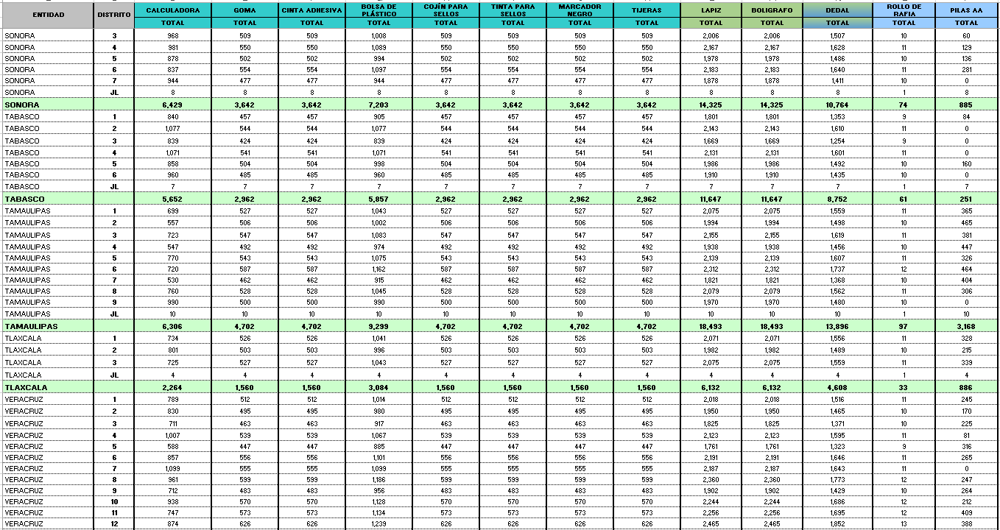 ENTIDAD DISTRITO CALCULADORA GOMA CINTA ADHESIVA BOLSA DE PLÁSTICO COJÍN PARA SELLOS TINTA PARA SELLOS MARCADOR NEGRO TIJERAS LAPIZ BOLIGRAFO DEDAL ROLLO DE RAFIA PILAS AA
TOTAL TOTAL TOTAL TOTAL TOTAL TOTAL TOTAL TOTAL TOTAL TOTAL TOTAL TOTAL TOTAL
SONORA 3 968 509 509 1,008 509 509 509 509 2,006 2,006 1,507 10 60
SONORA 4 981 550 550 1,089 550 550 550 550 2,167 2,167 1,628 11 129
SONORA 5 878 502 502 994 502 502 502 502 1,978 1,978 1,486 10 136
SONORA 6 837 554 554 1,097 554 554 554 554 2,183 2,183 1,640 11 281
SONORA 7 944 477 477 944 477 477 477 477 1,878 1,878 1,411 10 0
SONORA JL 8 8 8 8 8 8 8 8 8 8 8 1 8
SONORA 6,429 3,642 3,642 7,203 3,642 3,642 3,642 3,642 14,325 14,325 10,764 74 885
TABASCO 1 840 457 457 905 457 457 457 457 1,801 1,801 1,353 9 84
TABASCO 2 1,077 544 544 1,077 544 544 544 544 2,143 2,143 1,610 11 0
TABASCO 3 839 424 424 839 424 424 424 424 1,669 1,669 1,254 9 0
TABASCO 4 1,071 541 541 1,071 541 541 541 541 2,131 2,131 1,601 11 0
TABASCO 5 858 504 504 998 504 504 504 504 1,986 1,986 1,492 10 160
TABASCO 6 960 485 485 960 485 485 485 485 1,910 1,910 1,435 10 0
TABASCO JL 7 7 7 7 7 7 7 7 7 7 7 1 7
TABASCO 5,652 2,962 2,962 5,857 2,962 2,962 2,962 2,962 11,647 11,647 8,752 61 251
TAMAULIPAS 1 699 527 527 1,043 527 527 527 527 2,075 2,075 1,559 11 365
TAMAULIPAS 2 557 506 506 1,002 506 506 506 506 1,994 1,994 1,498 10 465
TAMAULIPAS 3 723 547 547 1,083 547 547 547 547 2,155 2,155 1,619 11 381
TAMAULIPAS 4 547 492 492 974 492 492 492 492 1,938 1,938 1,456 10 447
TAMAULIPAS 5 770 543 543 1,075 543 543 543 543 2,139 2,139 1,607 11 326
TAMAULIPAS 6 720 587 587 1,162 587 587 587 587 2,312 2,312 1,737 12 464
TAMAULIPAS 7 530 462 462 915 462 462 462 462 1,821 1,821 1,368 10 404
TAMAULIPAS 8 760 528 528 1,045 528 528 528 528 2,079 2,079 1,562 11 306
TAMAULIPAS 9 990 500 500 990 500 500 500 500 1,970 1,970 1,480 10 0
TAMAULIPAS JL 10 10 10 10 10 10 10 10 10 10 10 1 10
TAMAULIPAS 6,306 4,702 4,702 9,299 4,702 4,702 4,702 4,702 18,493 18,493 13,896 97 3,168
TLAXCALA 1 734 526 526 1,041 526 526 526 526 2,071 2,071 1,556 11 328
TLAXCALA 2 801 503 503 996 503 503 503 503 1,982 1,982 1,489 10 215
TLAXCALA 3 725 527 527 1,043 527 527 527 527 2,075 2,075 1,559 11 339
TLAXCALA JL 4 4 4 4 4 4 4 4 4 4 4 1 4
TLAXCALA 2,264 1,560 1,560 3,084 1,560 1,560 1,560 1,560 6,132 6,132 4,608 33 886
VERACRUZ 1 789 512 512 1,014 512 512 512 512 2,018 2,018 1,516 11 245
VERACRUZ 2 830 495 495 980 495 495 495 495 1,950 1,950 1,465 10 170
VERACRUZ 3 711 463 463 917 463 463 463 463 1,825 1,825 1,371 10 225
VERACRUZ 4 1,007 539 539 1,067 539 539 539 539 2,123 2,123 1,595 11 81
VERACRUZ 5 588 447 447 885 447 447 447 447 1,761 1,761 1,323 9 316
VERACRUZ 6 857 556 556 1,101 556 556 556 556 2,191 2,191 1,646 11 265
VERACRUZ 7 1,099 555 555 1,099 555 555 555 555 2,187 2,187 1,643 11 0
VERACRUZ 8 961 599 599 1,186 599 599 599 599 2,360 2,360 1,773 12 247
VERACRUZ 9 712 483 483 956 483 483 483 483 1,902 1,902 1,429 10 264
VERACRUZ 10 938 570 570 1,128 570 570 570 570 2,244 2,244 1,686 12 212
VERACRUZ 11 747 573 573 1,134 573 573 573 573 2,256 2,256 1,695 12 409
VERACRUZ 12 874 626 626 1,239 626 626 626 626 2,465 2,465 1,852 13 388